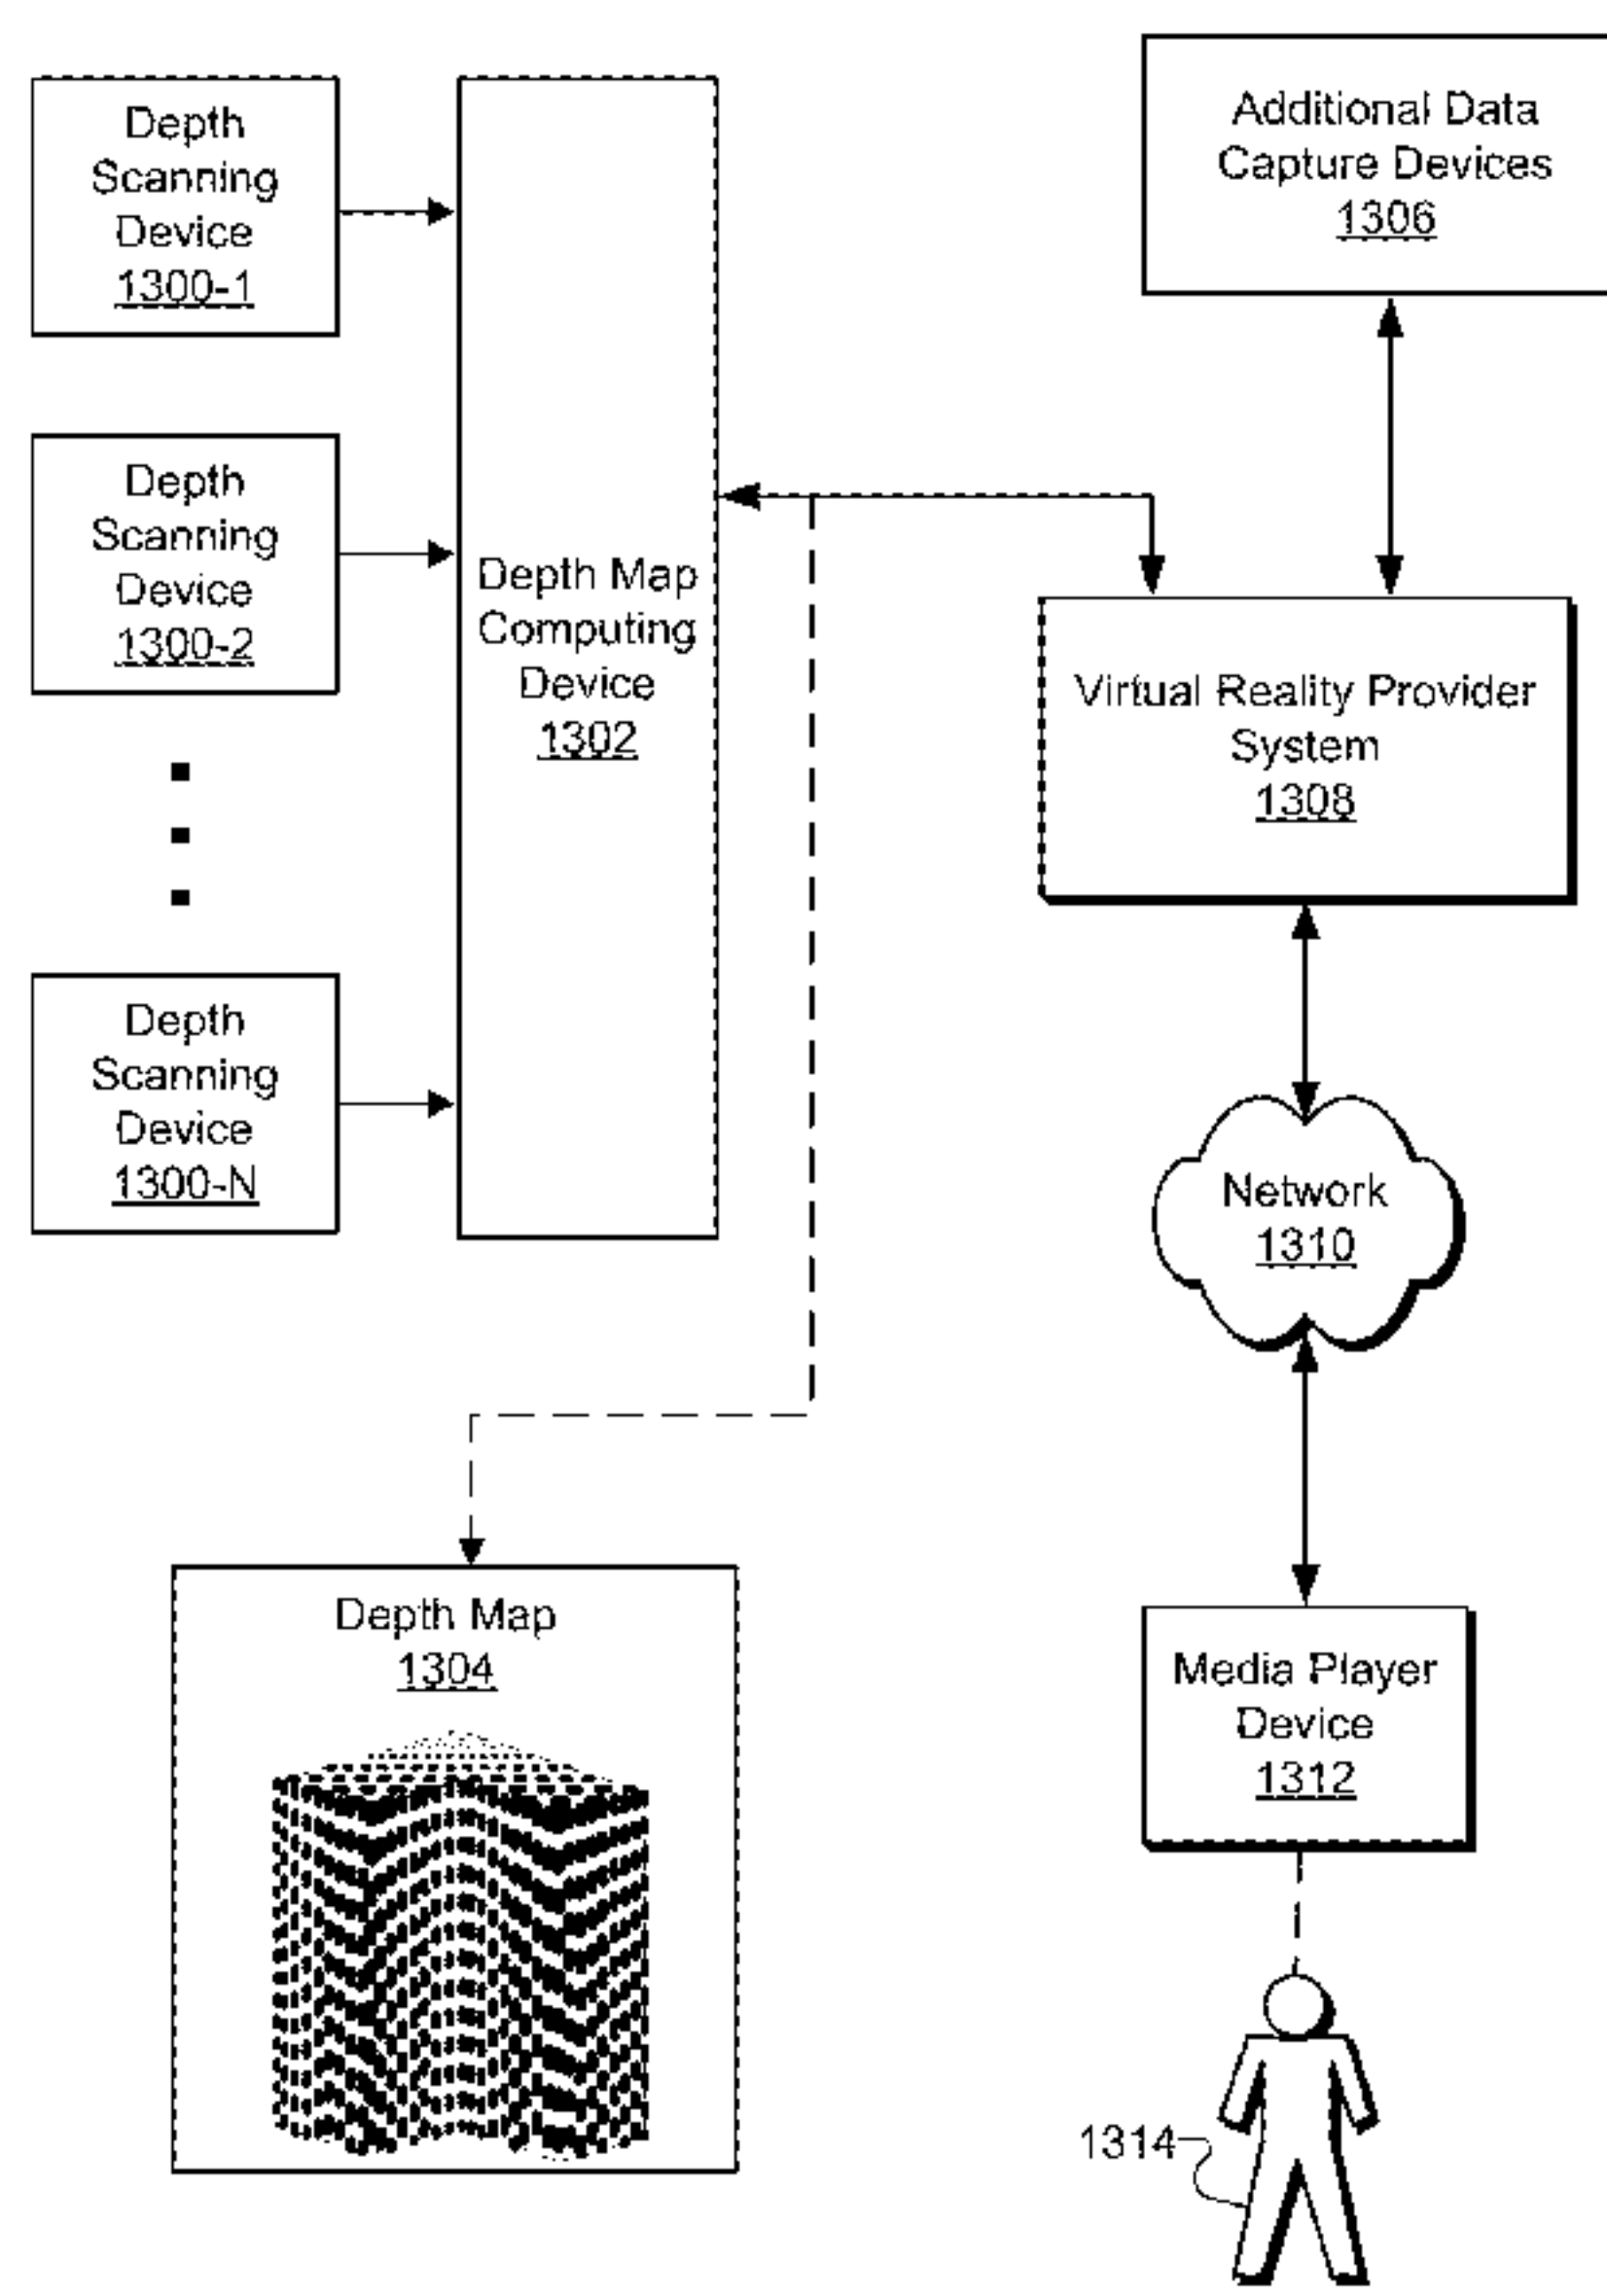 Depth
Scanning
Device
1300-1
Depth
Scanning
Device
1300-2
Depth
Scanning
Device
1300-N
Depth Map
Computing
Device
1302
Additional Data
Capture Devices
1306
Virtual Reality Provider
System
1308
Network
1310
Depth Map
1304
Media Player
Device
1312
1314